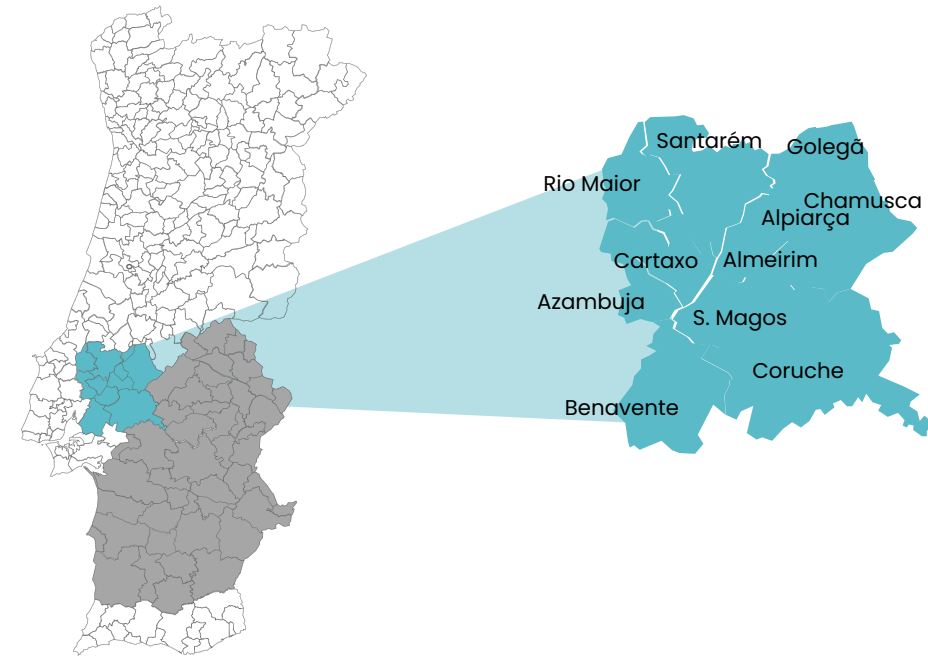 Santarém
Golegã
Rio Maior
Chamusca
Alpiarça
Cartaxo
Almeirim
Azambuja
S. Magos
Coruche
Benavente